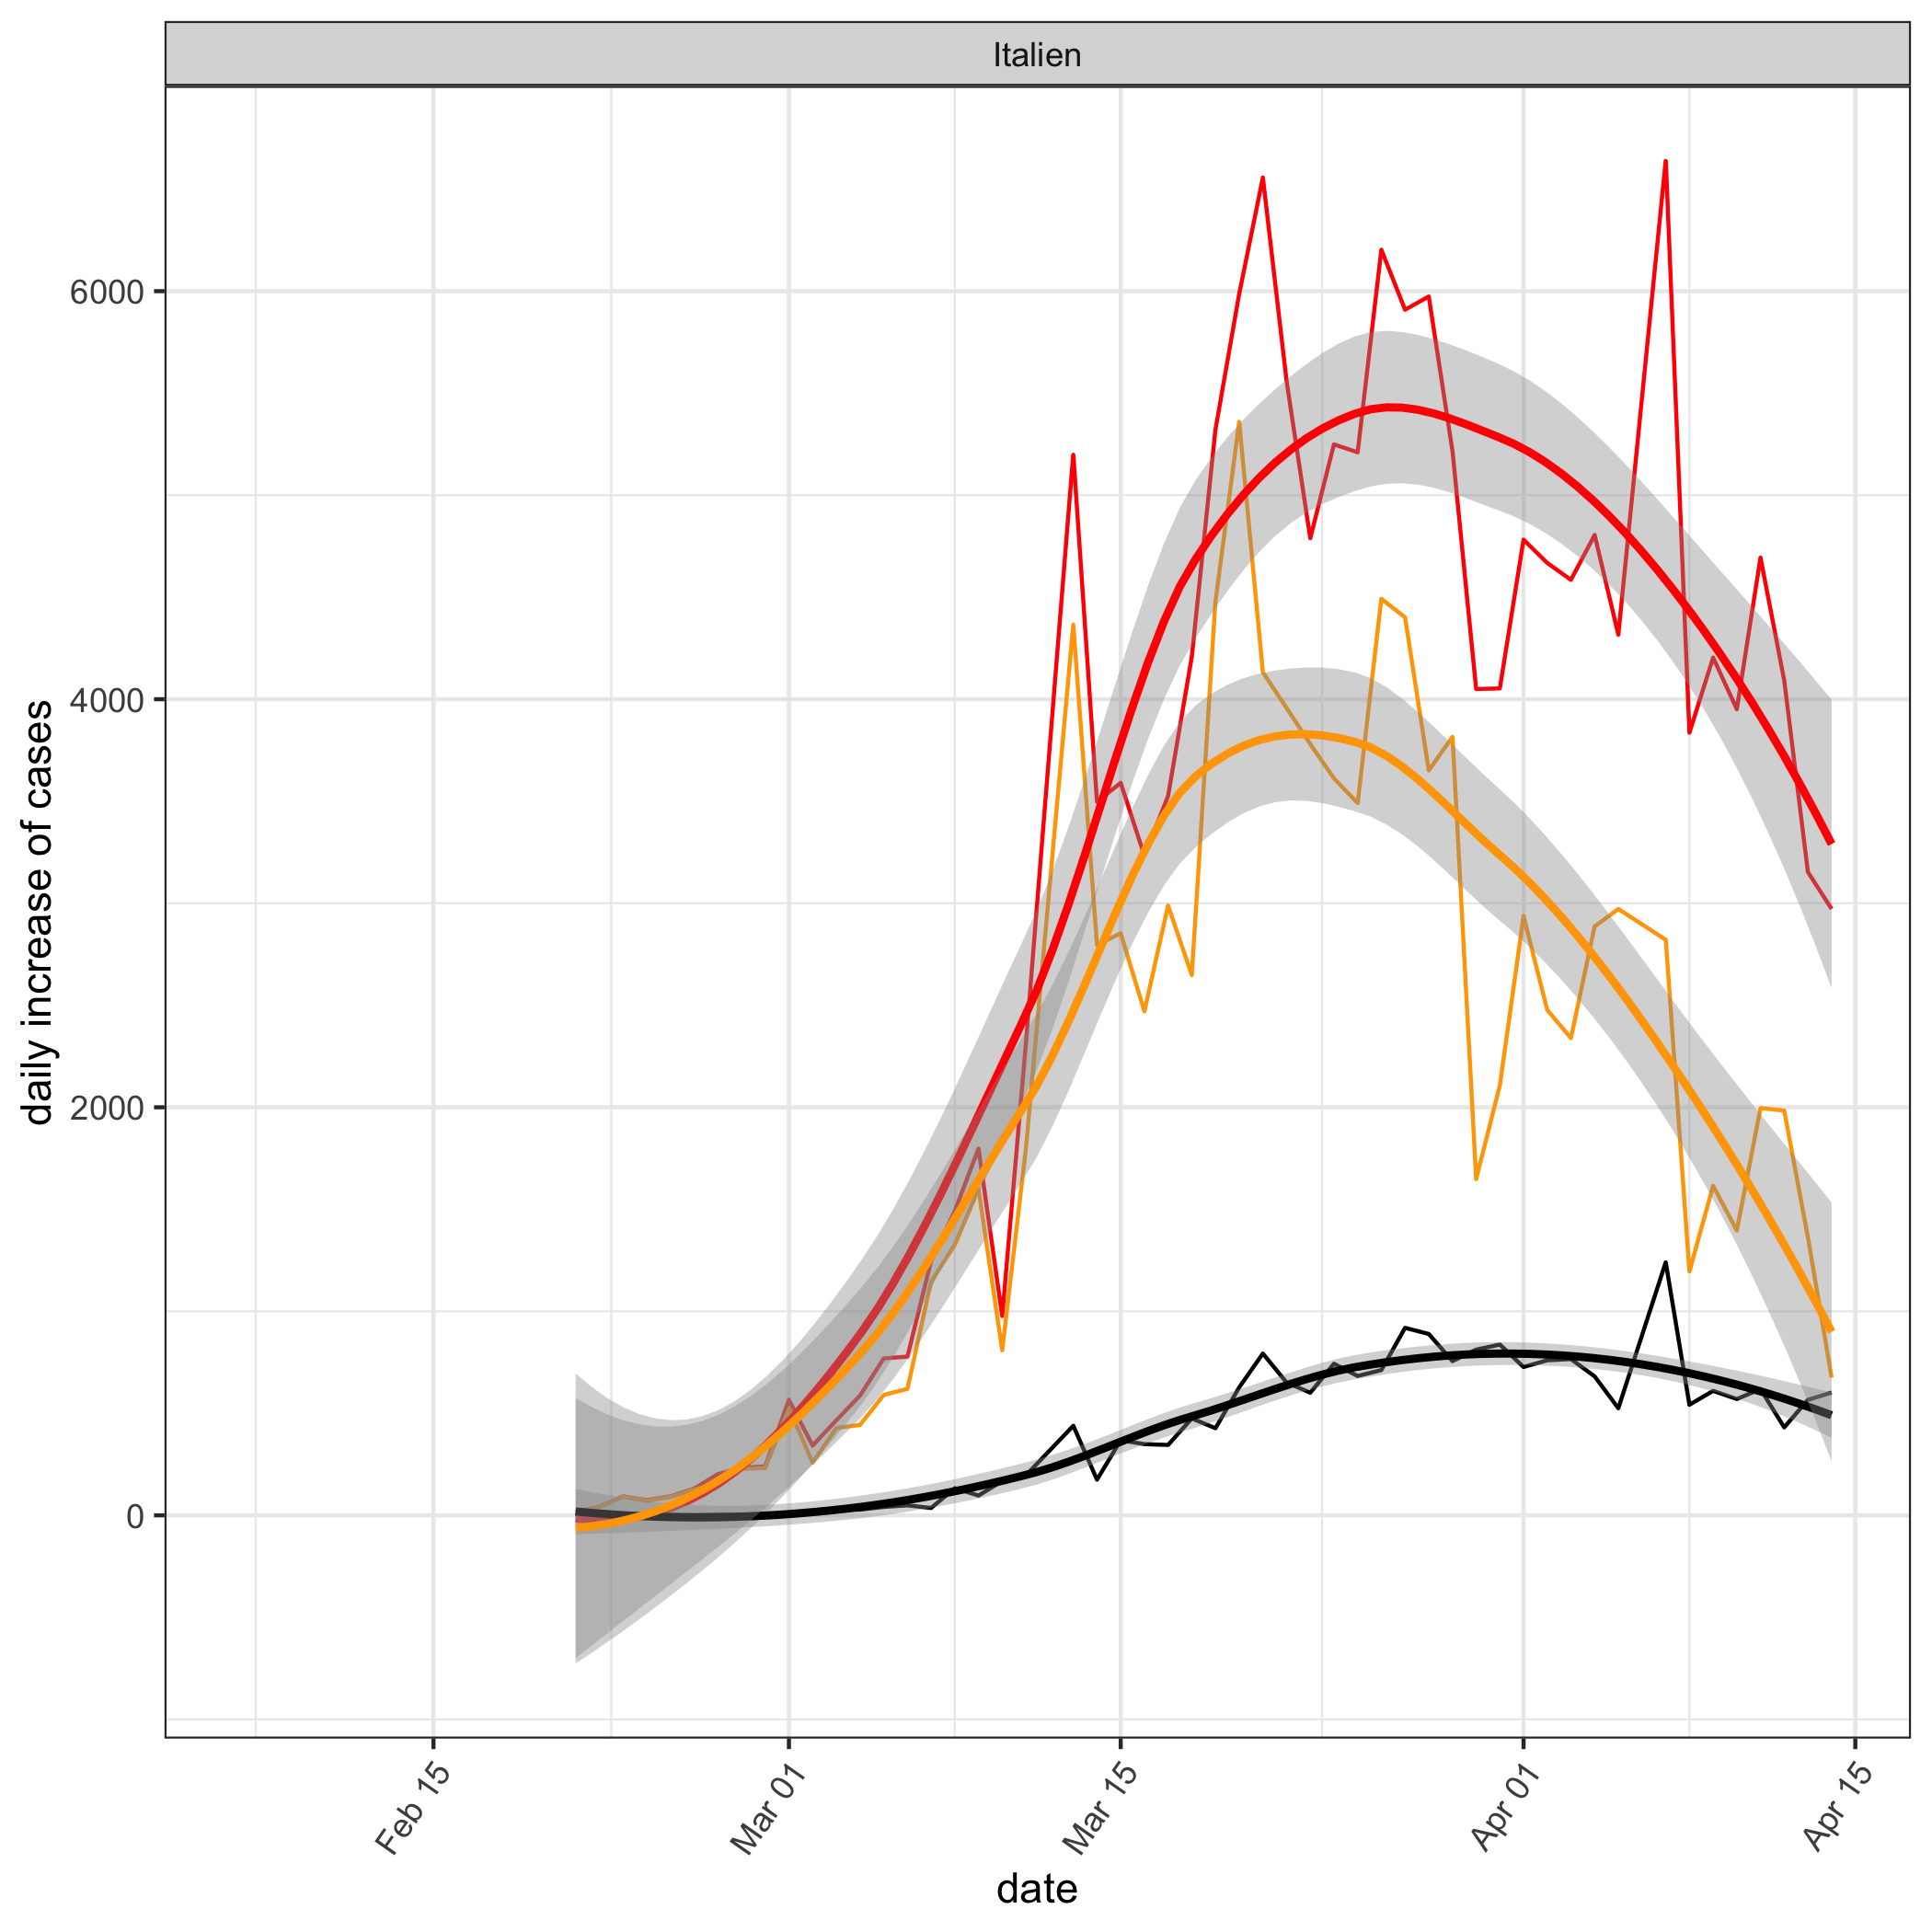 Italien
daily increase of cases
6000
4000
2000
0
Feb 15
Mar 01
Mar 15
Apr 01
Apr 15
date